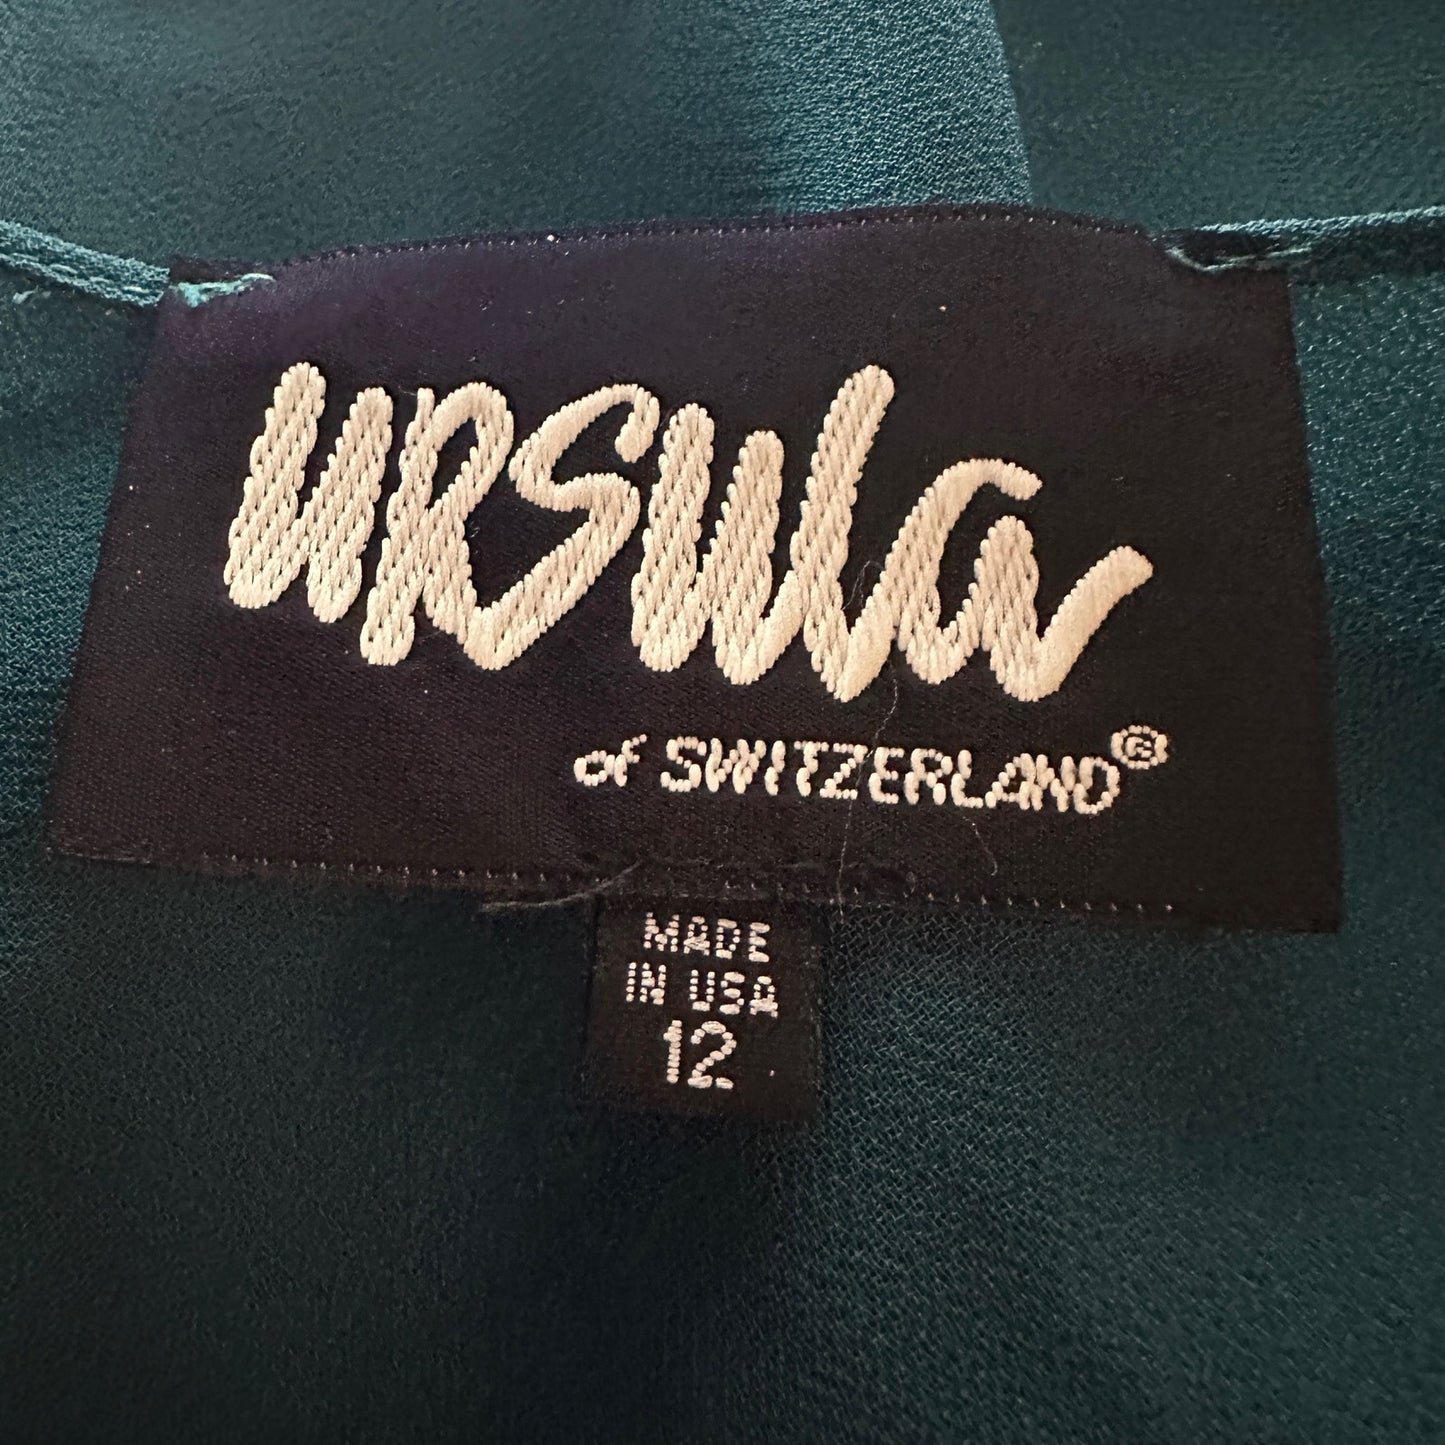 URSULA
of SWITZERLAND®
MADE
IN USA
12